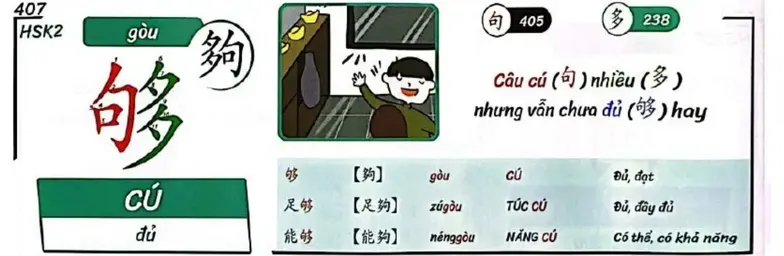 407
HSK2
gòu
夠
够
CÚ
đủ
句 405
多 238
Câu cú (句) nhiều (多)
nhưng vẫn chưa đủ (够) hay
够 【夠】 gòu CÚ Đủ, đạt
足够 【足夠】 zúgòu TÚC CÚ Đủ, đầy đủ
能够 【能夠】 nénggòu NĂNG CÚ Có thể, có khả năng